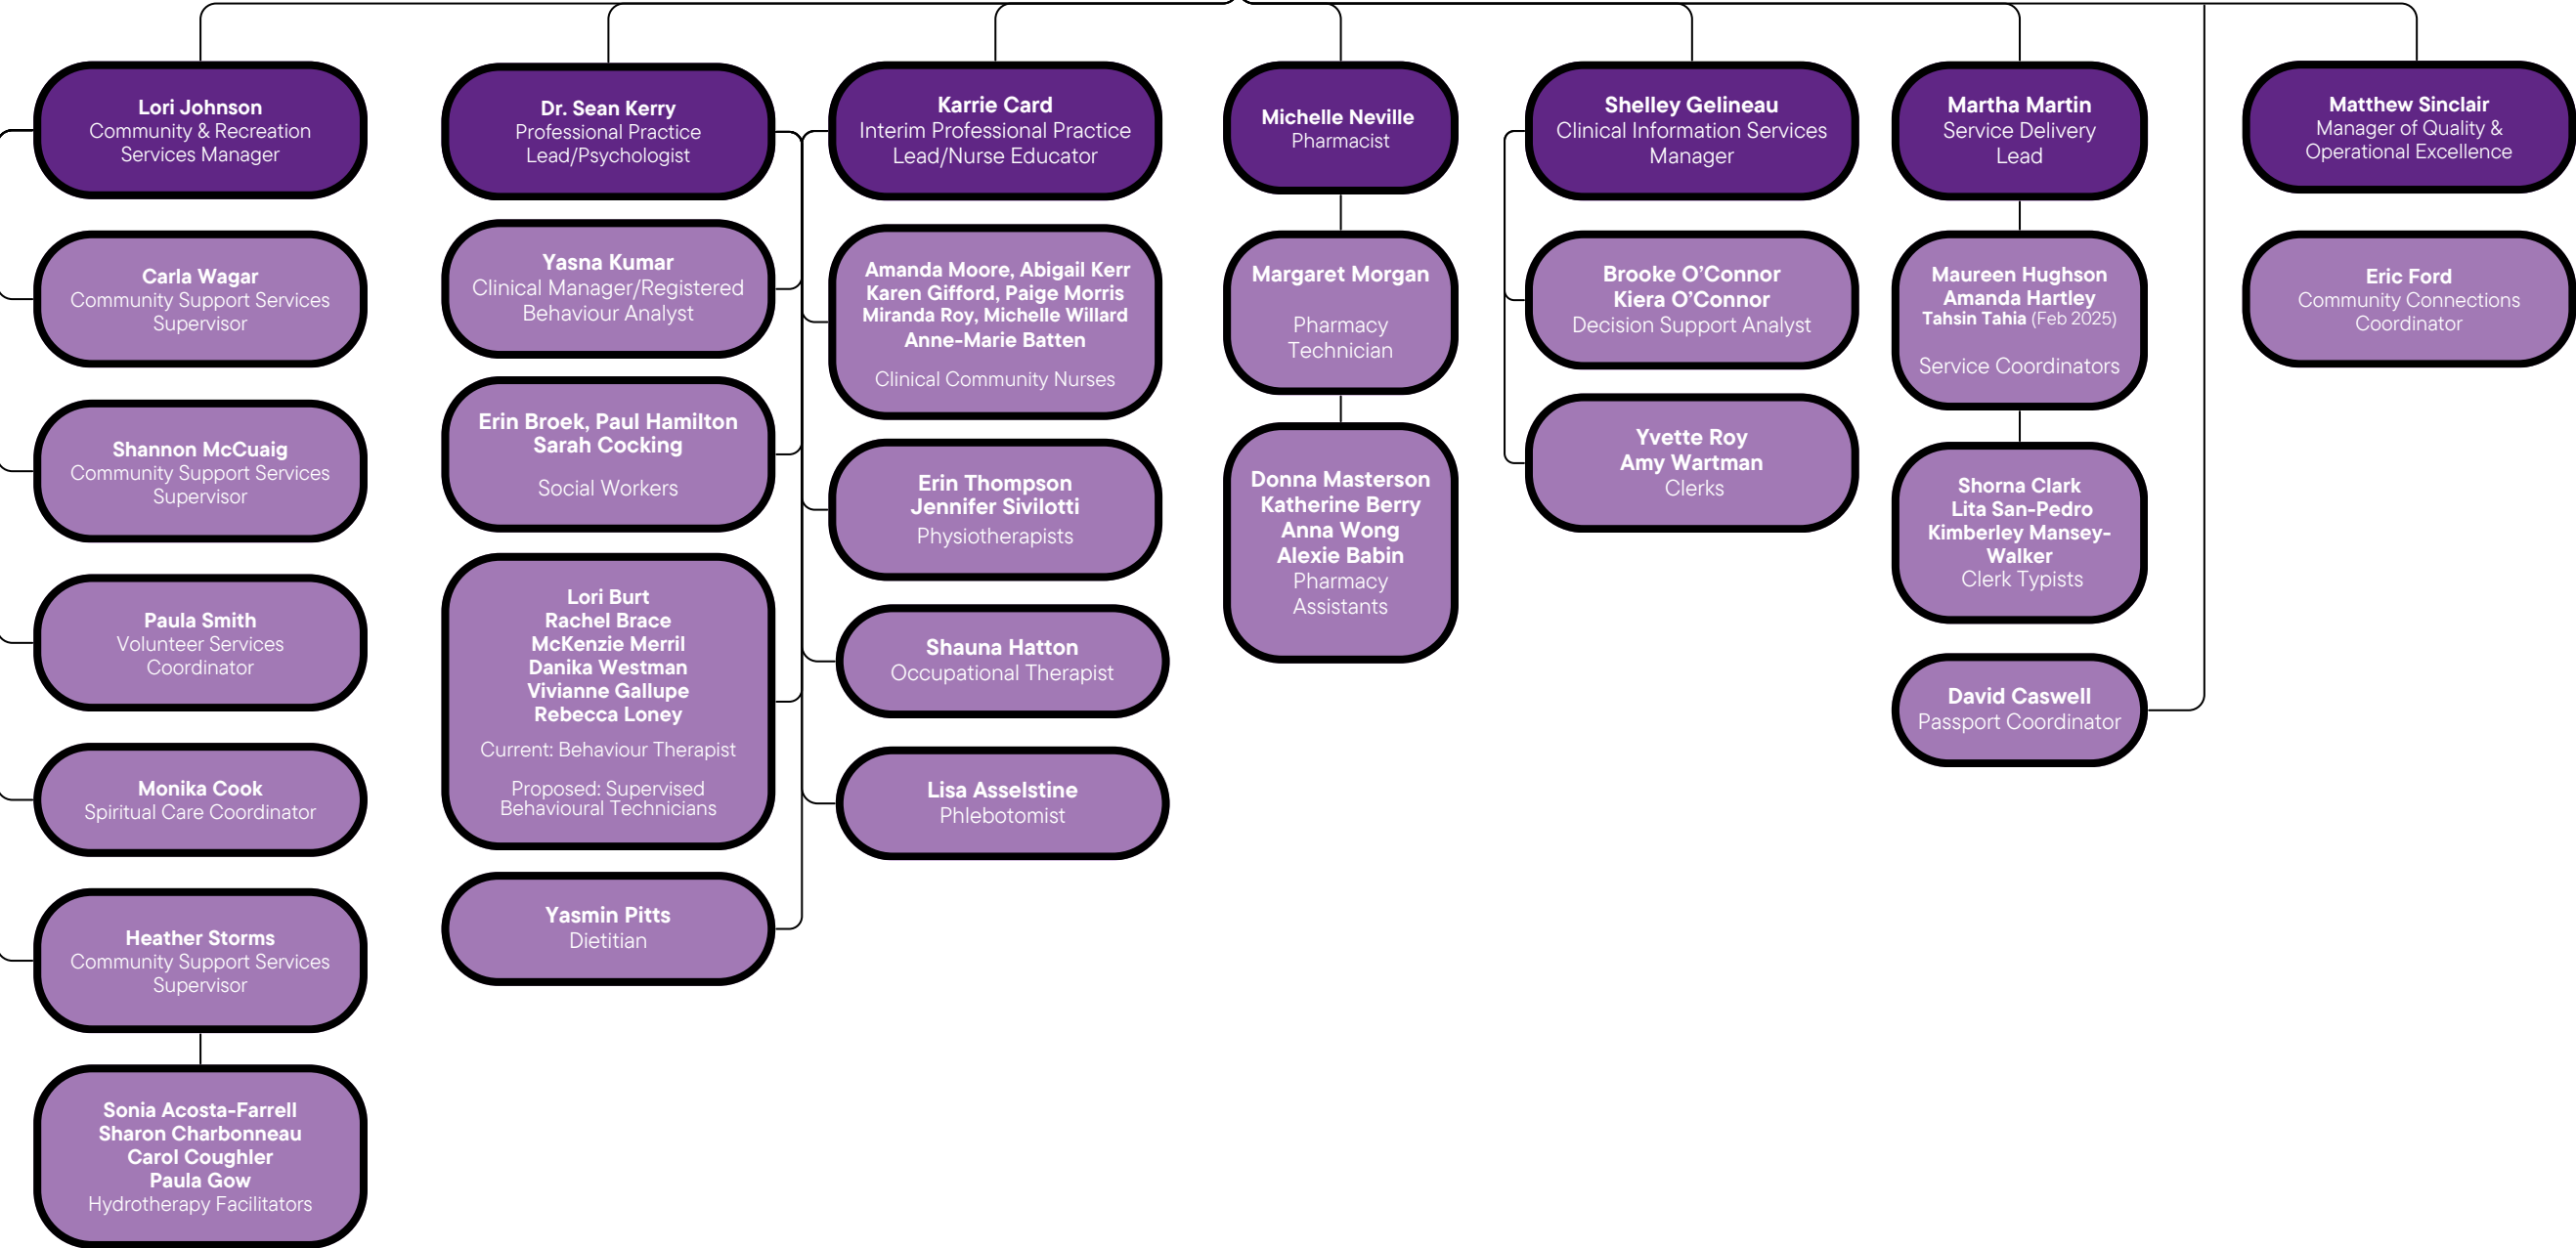 Lori Johnson
Community & Recreation
Services Manager
Carla Wagar
Community Support Services
Supervisor
Shannon McCuaig
Community Support Services
Supervisor
Paula Smith
Volunteer Services
Coordinator
Monika Cook
Spiritual Care Coordinator
Heather Storms
Community Support Services
Supervisor
Sonia Acosta-Farrell
Sharon Charbonneau
Carol Coughler
Paula Gow
Hydrotherapy Facilitators
Dr. Sean Kerry
Professional Practice
Lead/Psychologist
Yasna Kumar
Clinical Manager/Registered
Behaviour Analyst
Erin Broek, Paul Hamilton
Sarah Cocking
Social Workers
Lori Burt
Rachel Brace
McKenzie Merril
Danika Westman
Vivianne Gallupe
Rebecca Loney
Current: Behaviour Therapist
Proposed: Supervised
Behavioural Technicians
Yasmin Pitts
Dietitian
Karrie Card
Interim Professional Practice
Lead/Nurse Educator
Amanda Moore, Abigail Kerr
Karen Gifford, Paige Morris
Miranda Roy, Michelle Willard
Anne-Marie Batten
Clinical Community Nurses
Erin Thompson
Jennifer Sivilotti
Physiotherapists
Shauna Hatton
Occupational Therapist
Lisa Asselstine
Phlebotomist
Michelle Neville
Pharmacist
Margaret Morgan
Pharmacy
Technician
Donna Masterson
Katherine Berry
Anna Wong
Alexie Babin
Pharmacy
Assistants
Shelley Gelineau
Clinical Information Services
Manager
Brooke O’Connor
Kiera O’Connor
Decision Support Analyst
Yvette Roy
Amy Wartman
Clerks
Martha Martin
Service Delivery
Lead
Maureen Hughson
Amanda Hartley
Tahsin Tahia (Feb 2025)
Service Coordinators
Shorna Clark
Lita San-Pedro
Kimberley Mansey-
Walker
Clerk Typists
David Caswell
Passport Coordinator
Matthew Sinclair
Manager of Quality &
Operational Excellence
Eric Ford
Community Connections
Coordinator